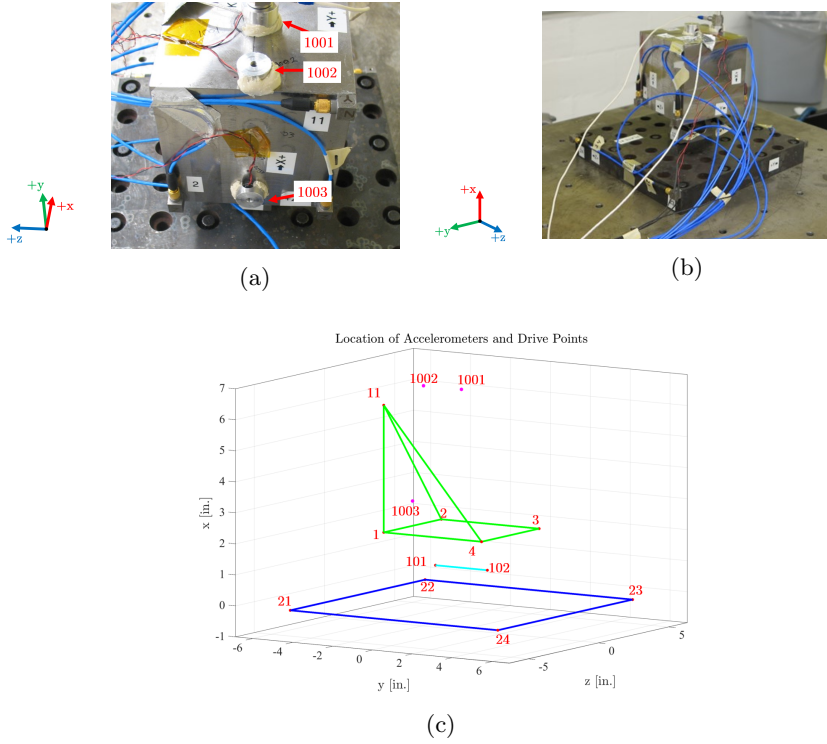 1001
1002
1003
Y+
11
2
X+
1
+y
+x
+z
(a)
+x
+y
+z
(b)
Location of Accelerometers and Drive Points
7
6
5
4
3
2
1
0
-1
x [in.]
-6
-4
-2
0
2
4
6
y [in.]
-5
0
5
z [in.]
1002
1001
11
1003
2
3
1
4
101
102
22
23
21
24
(c)